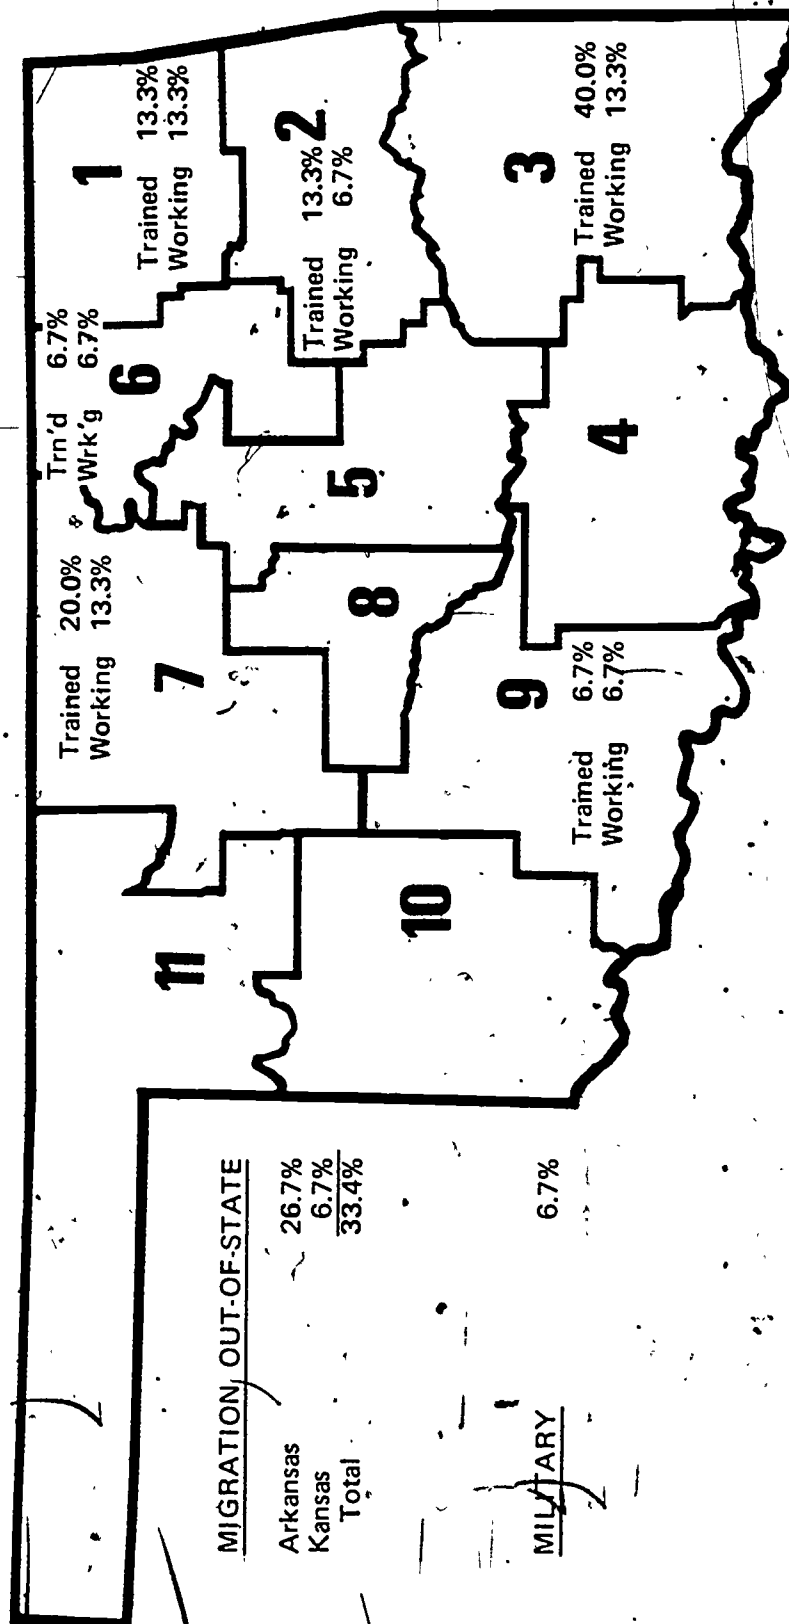 1
Trained 13.3%
Working 13.3%
2
Trained 13.3%
Working 6.7%
3
Trained 40.0%
Working 13.3%
4
5
6
Trn'd 6.7%
Wrk'g 6.7%
7
Trained 20.0%
Working 13.3%
8
9
Trained 6.7%
Working 6.7%
10
11
MIGRATION, OUT-OF-STATE
Arkansas 26.7%
Kansas 6.7%
Total 33.4%
MILITARY 6.7%